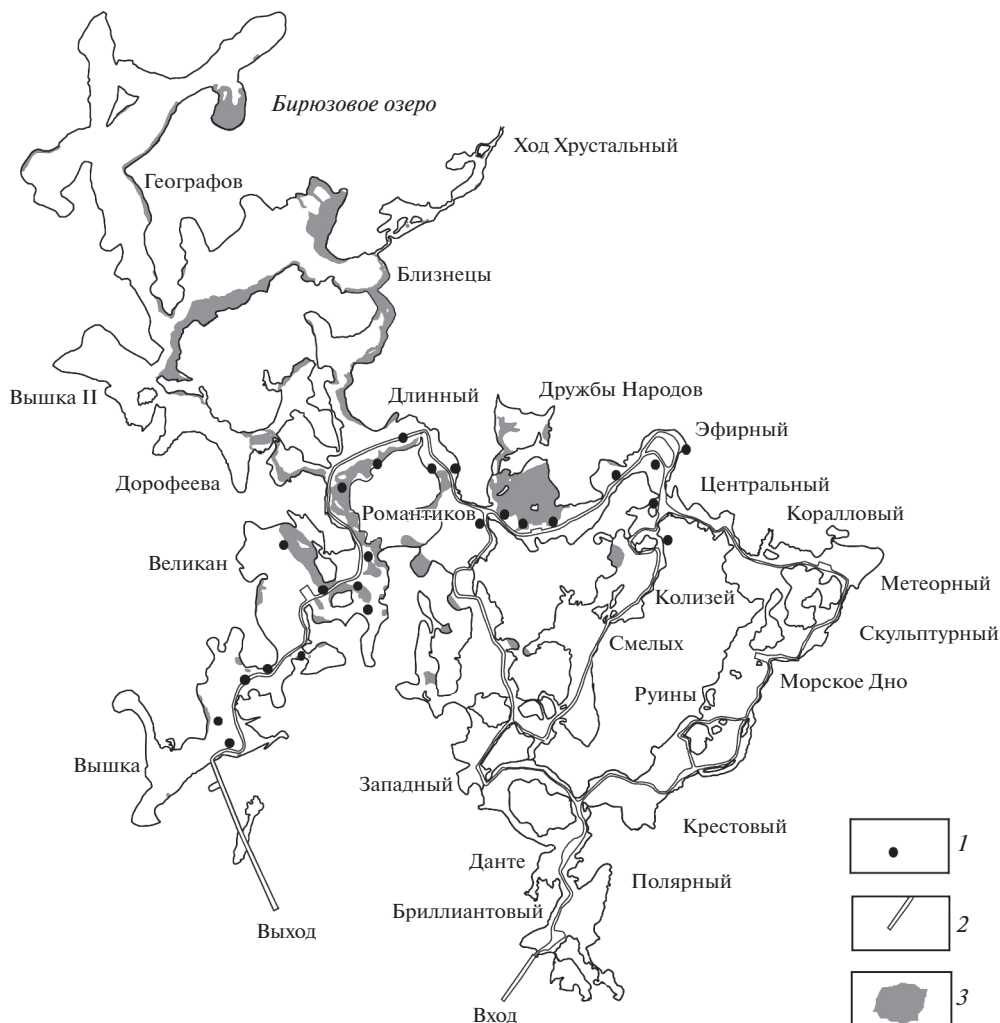 Бирюзовое озеро
Ход Хрустальный
Географов
Близнецы
Вышка II
Длинный
Дружбы Народов
Эфирный
Дорофеева
Центральный
Романтиков
Коралловый
Великан
Метеорный
Колизей
Скульптурный
Смелых
Морское Дно
Руины
Вышка
Западный
Крестовый
1
Данте
Полярный
Бриллиантовый
2
Выход
3
Вход